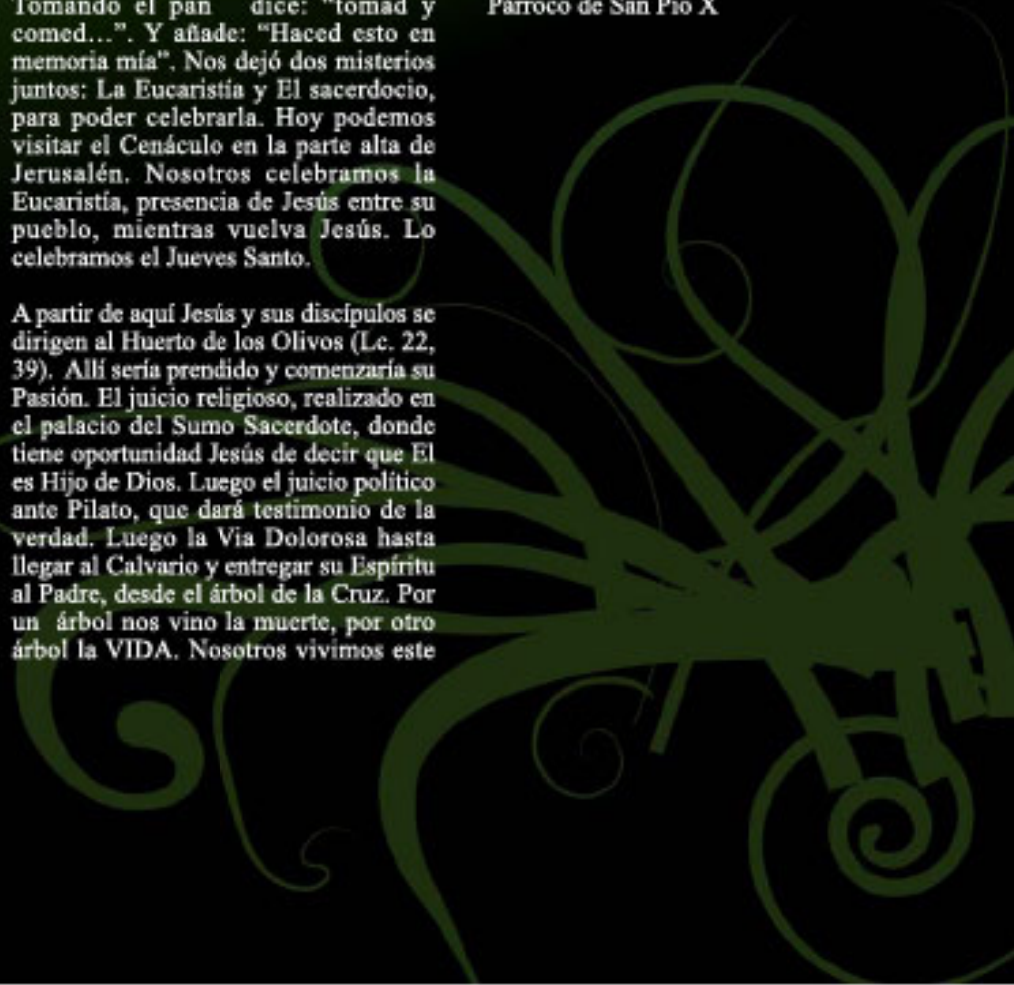 Tomando el pan dice: “tomad y
comed...”. Y añade: “Haced esto en
memoria mía”. Nos dejó dos misterios
juntos: La Eucaristía y El sacerdocio,
para poder celebrarla. Hoy podemos
visitar el Cenáculo en la parte alta de
Jerusalén. Nosotros celebramos la
Eucaristía, presencia de Jesús entre su
pueblo, mientras vuelva Jesús. Lo
celebramos el Jueves Santo.
A partir de aquí Jesús y sus discípulos se
dirigen al Huerto de los Olivos (Lc. 22,
39). Allí sería prendido y comenzaría su
Pasión. El juicio religioso, realizado en
el palacio del Sumo Sacerdote, donde
tiene oportunidad Jesús de decir que El
es Hijo de Dios. Luego el juicio político
ante Pilato, que dará testimonio de la
verdad. Luego la Via Dolorosa hasta
llegar al Calvario y entregar su Espíritu
al Padre, desde el árbol de la Cruz. Por
un árbol nos vino la muerte, por otro
árbol la VIDA. Nosotros vivimos este
Párroco de San Pío X